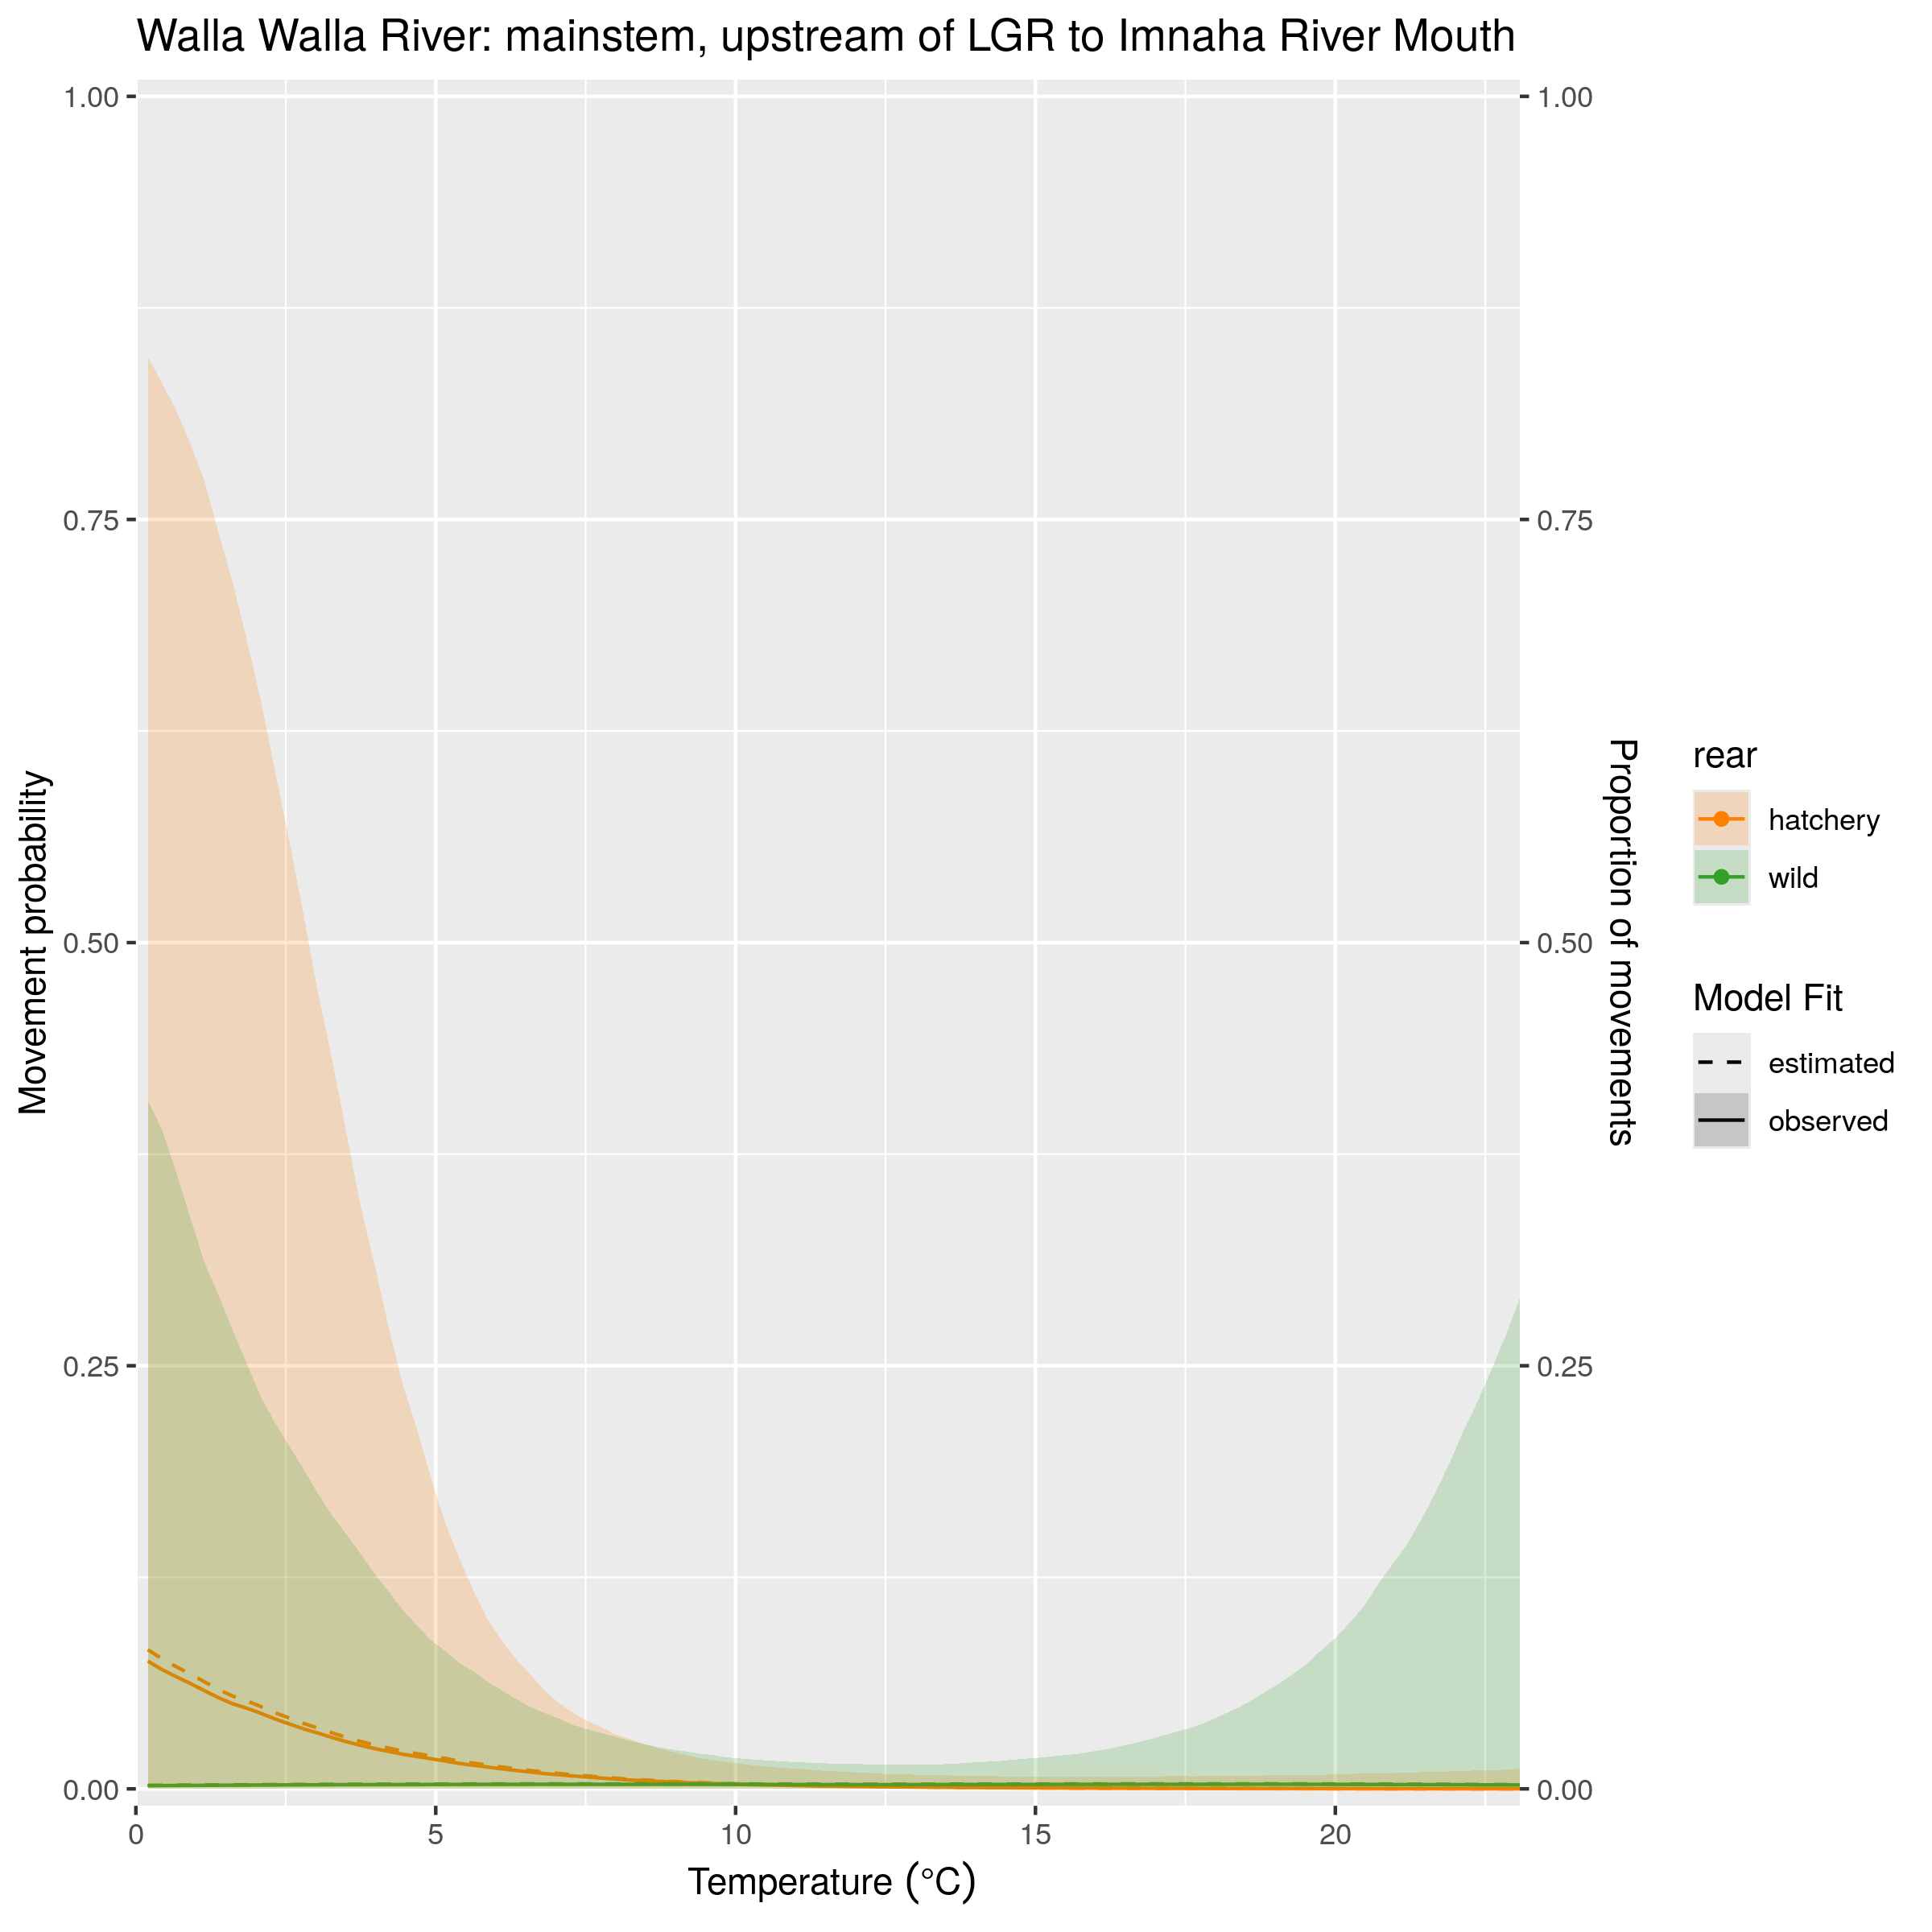 Walla Walla River: mainstem, upstream of LGR to Imnaha River Mouth
1.00
0.75
0.50
0.25
0.00
Movement probability
1.00
0.75
0.50
0.25
0.00
Proportion of movements
0
5
10
15
20
Temperature (°C)
rear
hatchery
wild
Model Fit
estimated
observed